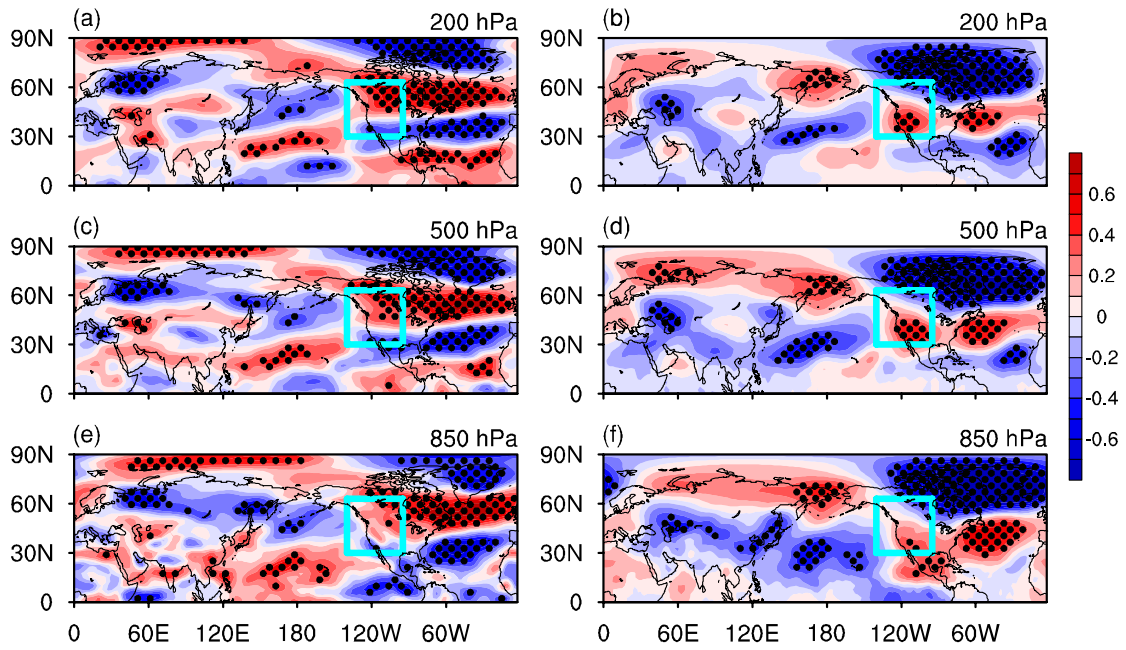 (a) 200 hPa (b) 200 hPa
90N 90N
60N 60N
30N 30N
0 0
(c) 500 hPa (d) 500 hPa
90N 90N
60N 60N
30N 30N
0 0
(e) 850 hPa (f) 850 hPa
90N 90N
60N 60N
30N 30N
0 0
0 60E 120E 180 120W 60W 0 60E 120E 180 120W 60W
0.6
0.4
0.2
0
-0.2
-0.4
-0.6